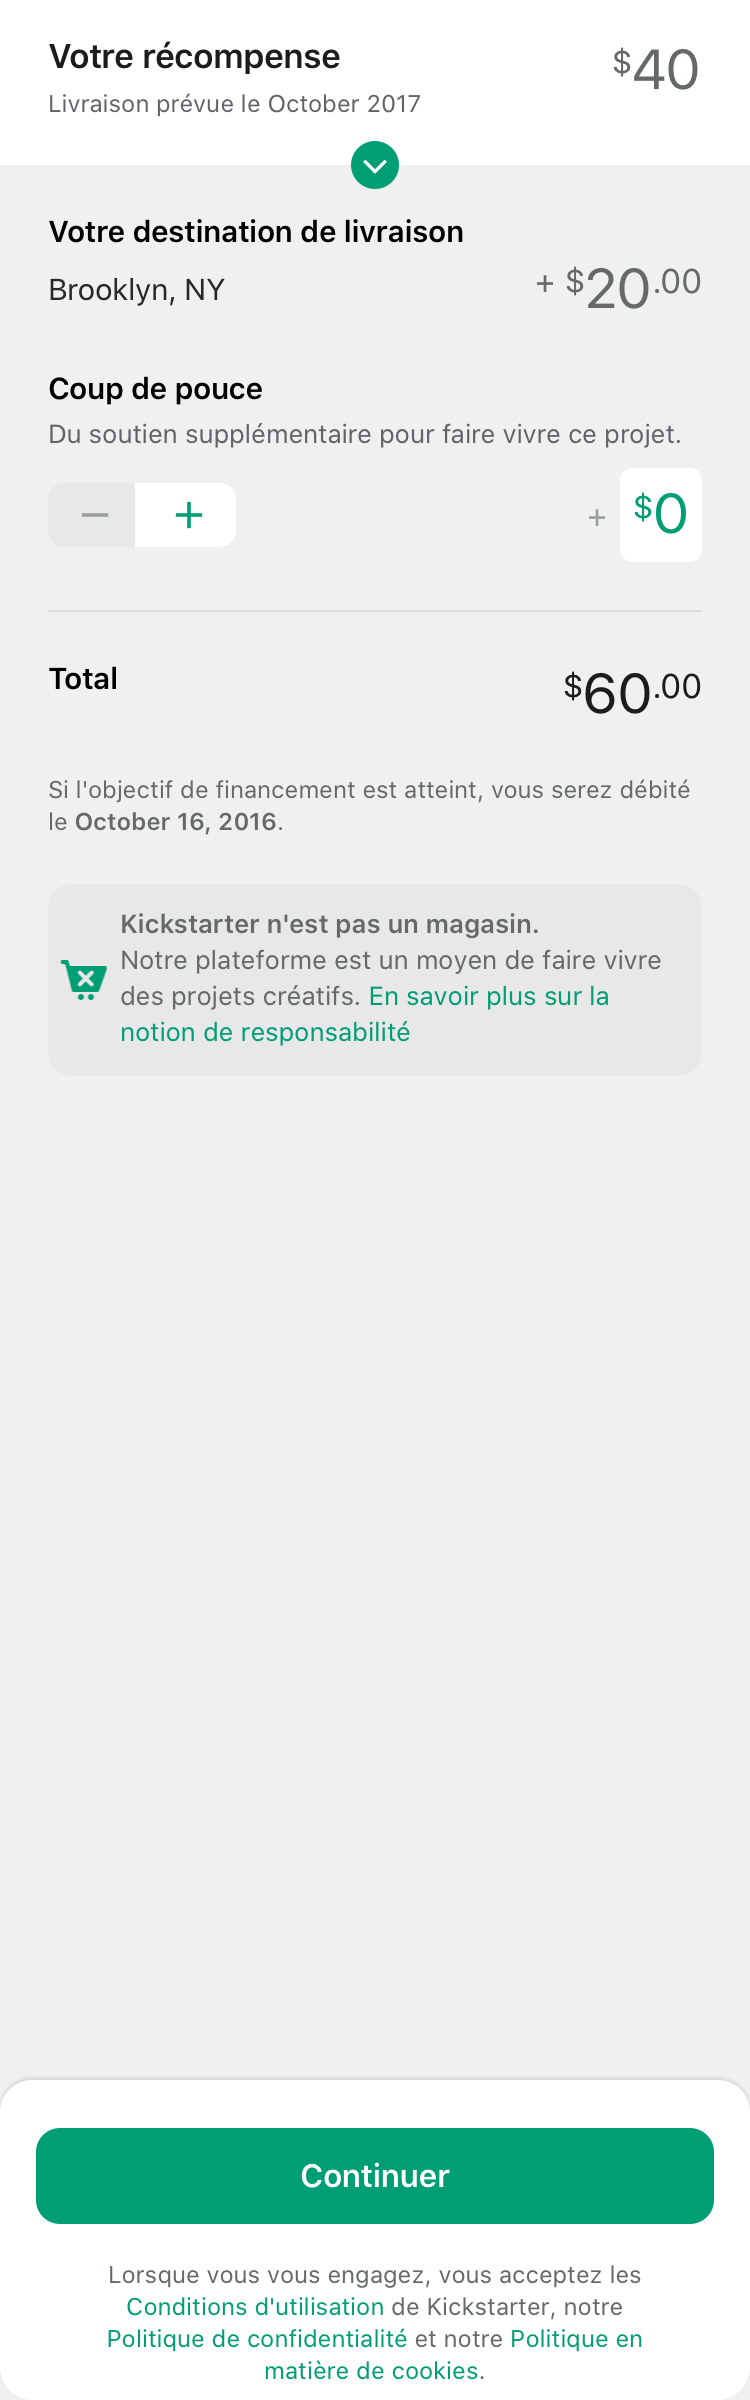 Votre récompense
$40
Livraison prévue le October 2017
Votre destination de livraison
Brooklyn, NY
+ $20.00
Coup de pouce
Du soutien supplémentaire pour faire vivre ce projet.
− +
+ $0
Total
$60.00
Si l'objectif de financement est atteint, vous serez débité
le October 16, 2016.
Kickstarter n'est pas un magasin.
Notre plateforme est un moyen de faire vivre
des projets créatifs. En savoir plus sur la
notion de responsabilité
Continuer
Lorsque vous vous engagez, vous acceptez les
Conditions d'utilisation de Kickstarter, notre
Politique de confidentialité et notre Politique en
matière de cookies.